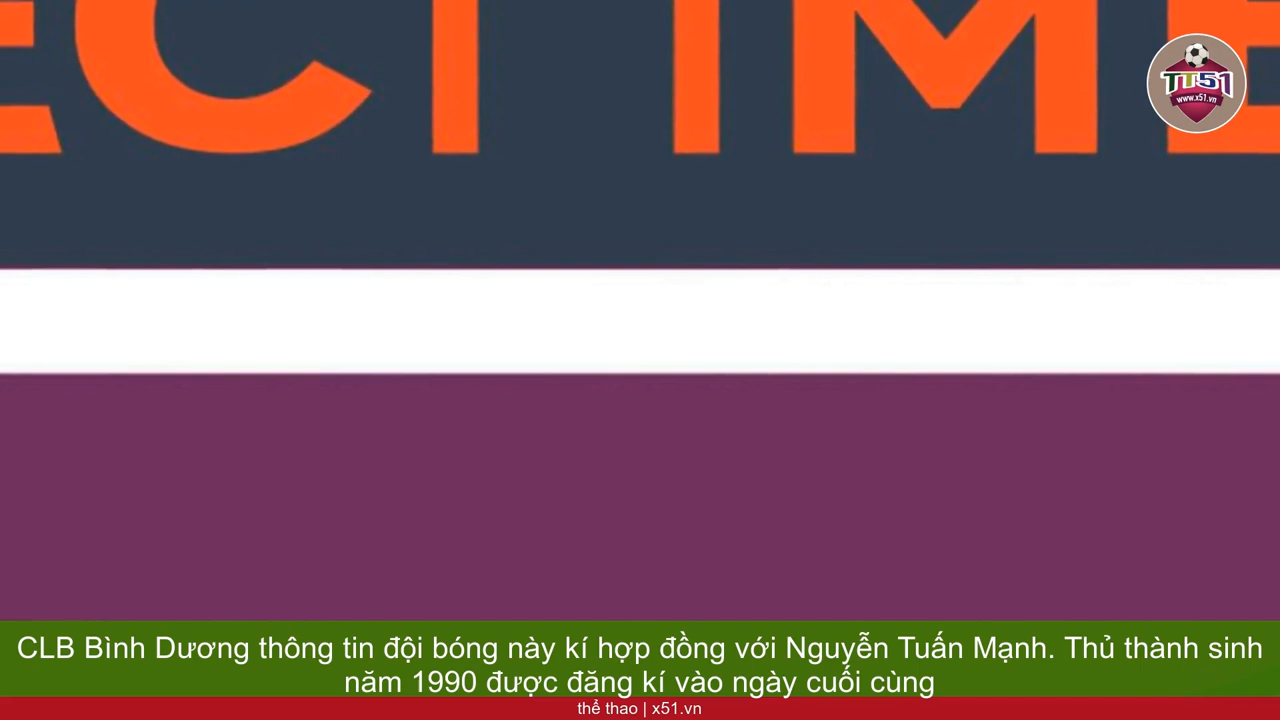 ECT IME
TT51
www.x51.vn
CLB Bình Dương thông tin đội bóng này kí hợp đồng với Nguyễn Tuấn Mạnh. Thủ thành sinh
năm 1990 được đăng kí vào ngày cuối cùng
thể thao | x51.vn